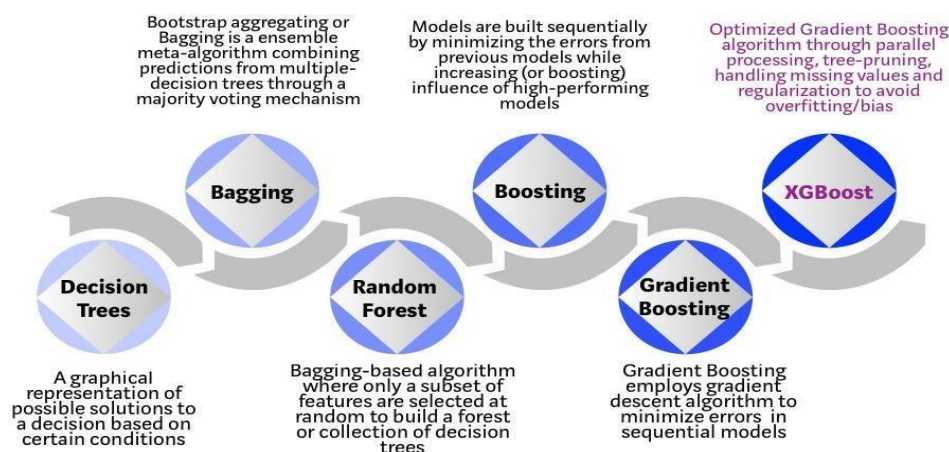 Bootstrap aggregating or
Bagging is a ensemble
meta-algorithm combining
predictions from multiple-
decision trees through a
majority voting mechanism
Models are built sequentially
by minimizing the errors from
previous models while
increasing (or boosting)
influence of high-performing
models
Optimized Gradient Boosting
algorithm through parallel
processing, tree-pruning,
handling missing values and
regularization to avoid
overfitting/bias
Bagging
Boosting
XGBoost
Decision
Trees
Random
Forest
Gradient
Boosting
A graphical
representation of
possible solutions to
a decision based on
certain conditions
Bagging-based algorithm
where only a subset of
features are selected at
random to build a forest
or collection of decision
trees
Gradient Boosting
employs gradient
descent algorithm to
minimize errors in
sequential models